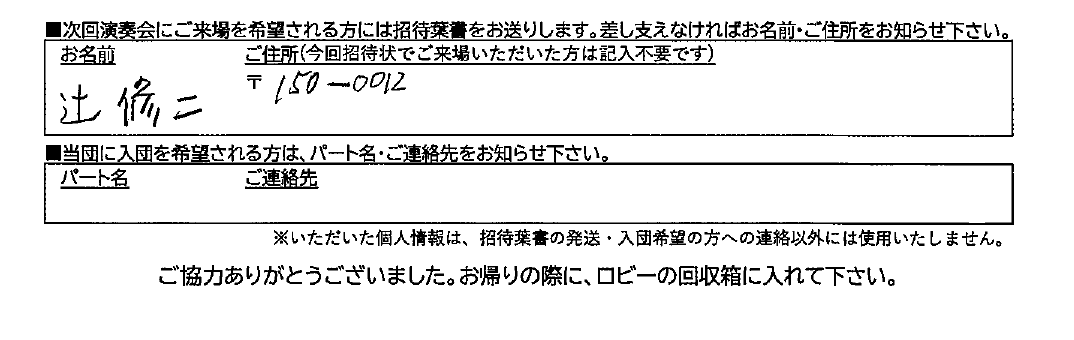 ■次回演奏会にご来場を希望される方には招待葉書をお送りします。差し支えなければお名前・ご住所をお知らせ下さい。
お名前 ご住所(今回招待状でご来場いただいた方は記入不要です)
辻修二 〒150-0012
■当団に入団を希望される方は、パート名・ご連絡先をお知らせ下さい。
パート名 ご連絡先
※いただいた個人情報は、招待葉書の発送・入団希望の方への連絡以外には使用いたしません。
ご協力ありがとうございました。お帰りの際に、ロビーの回収箱に入れて下さい。